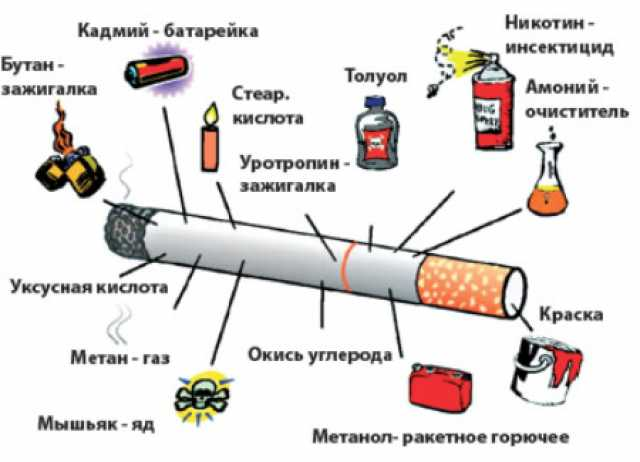 Кадмий - батарейка
Бутан -
зажигалка
Стеар.
кислота
Толуол
Никотин -
инсектицид
Амоний -
очиститель
Уротропин -
зажигалка
BUG
Уксусная кислота
Метан - газ
Мышьяк - яд
Окись углерода
Метанол- ракетное горючее
Краска